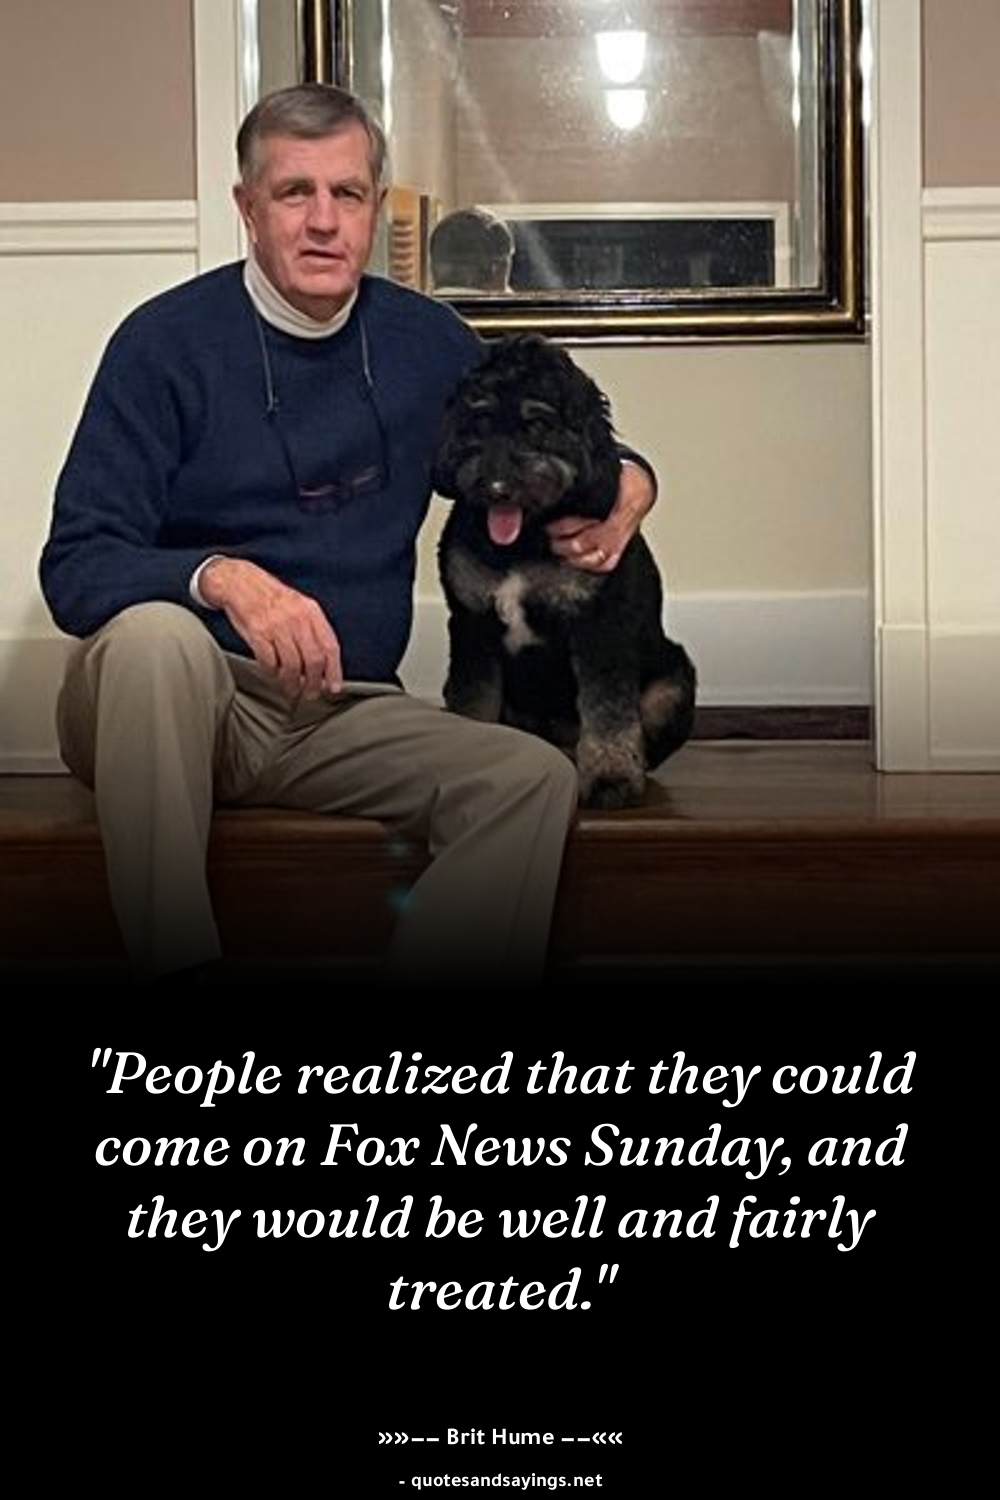 "People realized that they could
come on Fox News Sunday, and
they would be well and fairly
treated."
»»–– Brit Hume ––««
- quotesandsayings.net